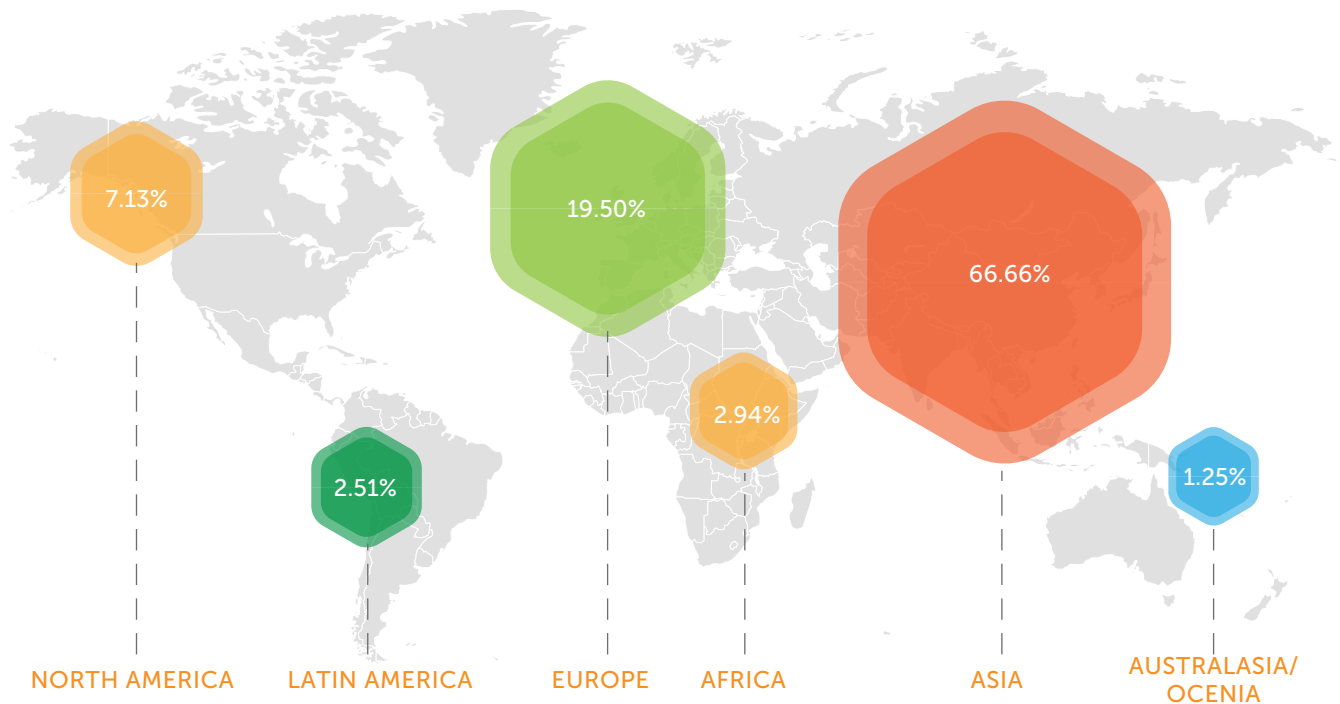 7.13%
19.50%
66.66%
2.94%
2.51%
1.25%
NORTH AMERICA
LATIN AMERICA
EUROPE
AFRICA
ASIA
AUSTRALASIA/
OCENIA